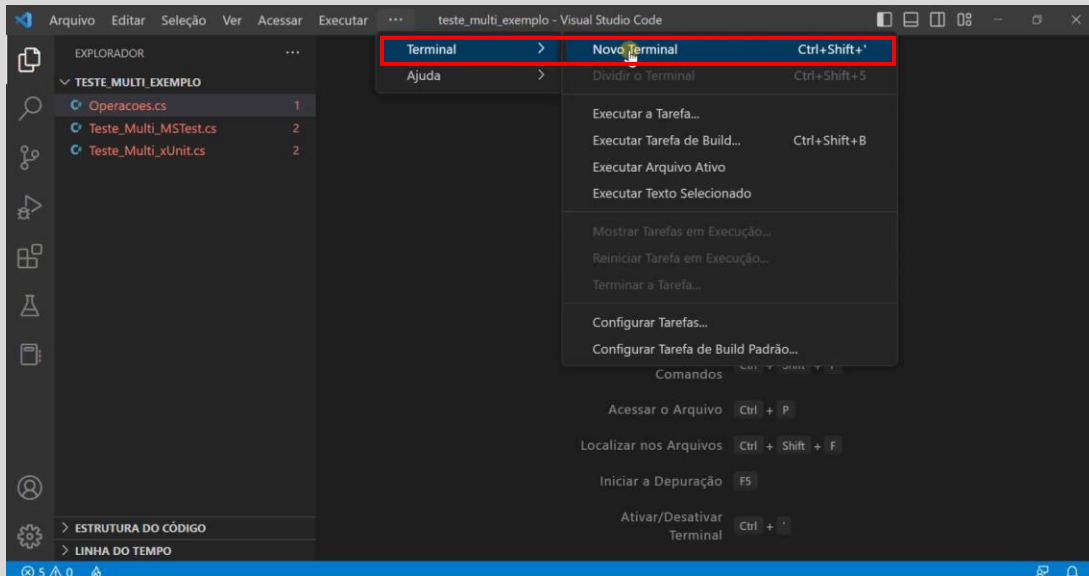 Arquivo Editar Seleção Ver Acessar Executar ··· teste_multi_exemplo - Visual Studio Code
EXPLORADOR ···
TESTE_MULTI_EXEMPLO
Operacoes.cs 1
Teste_Multi_MSTest.cs 2
Teste_Multi_xUnit.cs 2
Terminal >
Ajuda >
Novo Terminal Ctrl+Shift+'
Dividir o Terminal Ctrl+Shift+5
Executar a Tarefa...
Executar Tarefa de Build... Ctrl+Shift+B
Executar Arquivo Ativo
Executar Texto Selecionado
Mostrar Tarefas em Execução...
Reiniciar Tarefa em Execução...
Terminar a Tarefa...
Configurar Tarefas...
Configurar Tarefa de Build Padrão...
Comandos
Acessar o Arquivo Ctrl + P
Localizar nos Arquivos Ctrl + Shift + F
Iniciar a Depuração F5
Ativar/Desativar
Terminal Ctrl + '
ESTRUTURA DO CÓDIGO
LINHA DO TEMPO
5 0